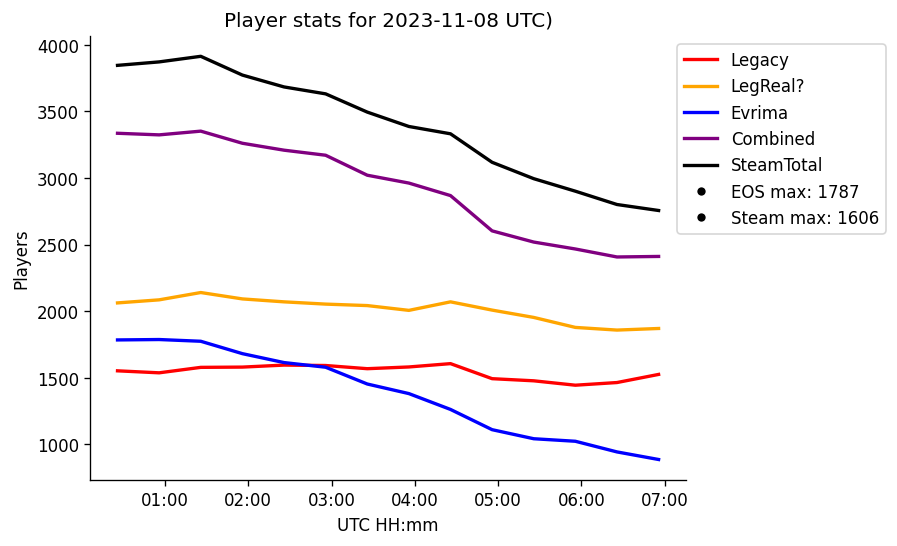 Player stats for 2023-11-08 UTC)
4000
3500
3000
2500
2000
1500
1000
Players
01:00 02:00 03:00 04:00 05:00 06:00 07:00
UTC HH:mm
Legacy
LegReal?
Evrima
Combined
SteamTotal
EOS max: 1787
Steam max: 1606